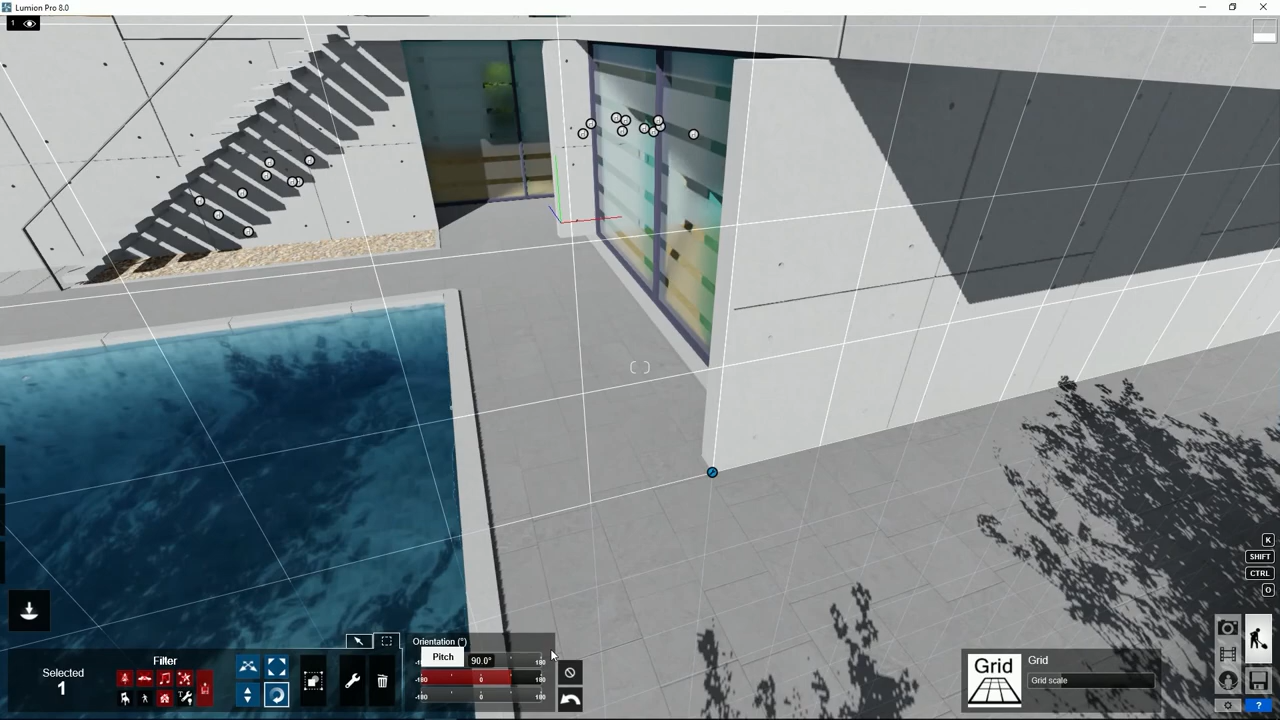 Lumion Pro 8.0
1
K
SHIFT
CTRL
O
Orientation (°)
Pitch
90.0°
180
-180
0
180
-180
0
180
Filter
Selected
1
Grid
Grid
Grid scale
?